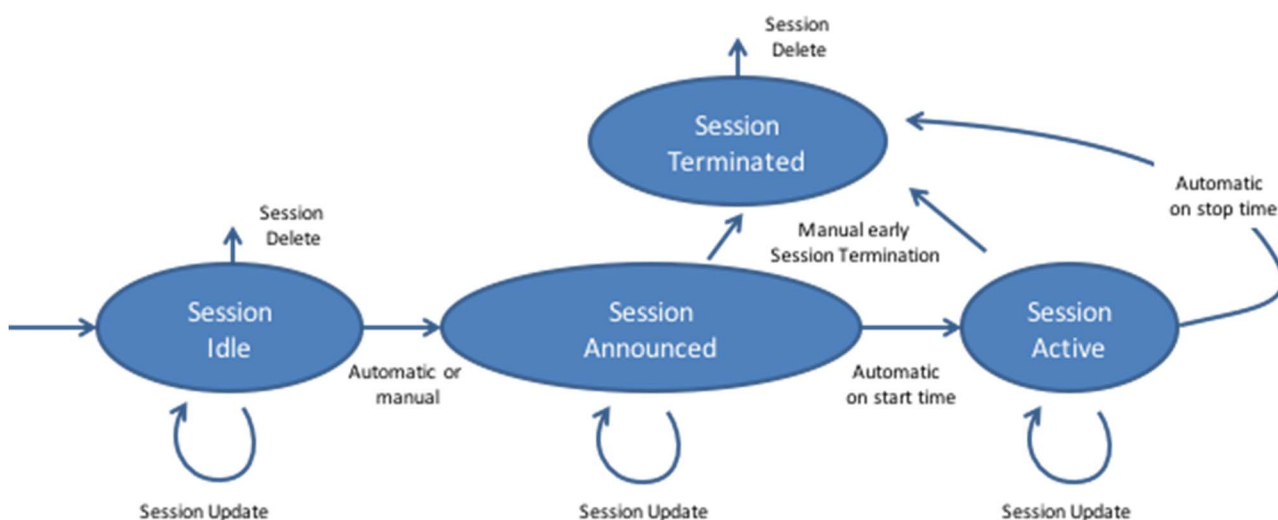 Session
Delete
Session
Terminated
Automatic
on stop time
Session
Delete
Manual early
Session Termination
Session
Idle
Session
Announced
Session
Active
Automatic or
manual
Automatic
on start time
Session Update
Session Update
Session Update